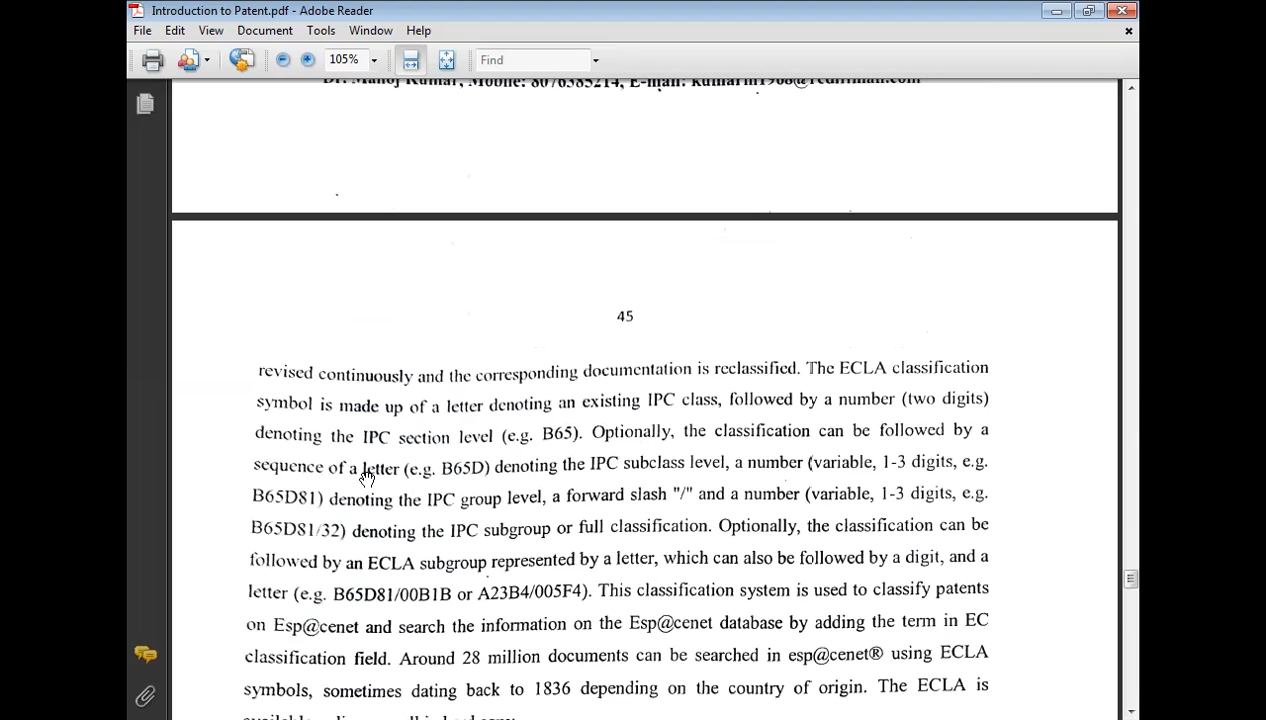 Introduction to Patent.pdf - Adobe Reader
File Edit View Document Tools Window Help
105% Find
Dr. Manoj Kumar, Mobile: 8076385214, E-mail: kumarm1968@rediffmail.com
45
revised continuously and the corresponding documentation is reclassified. The ECLA classification
symbol is made up of a letter denoting an existing IPC class, followed by a number (two digits)
denoting the IPC section level (e.g. B65). Optionally, the classification can be followed by a
sequence of a letter (e.g. B65D) denoting the IPC subclass level, a number (variable, 1-3 digits, e.g.
B65D81) denoting the IPC group level, a forward slash "/" and a number (variable, 1-3 digits, e.g.
B65D81/32) denoting the IPC subgroup or full classification. Optionally, the classification can be
followed by an ECLA subgroup represented by a letter, which can also be followed by a digit, and a
letter (e.g. B65D81/00B1B or A23B4/005F4). This classification system is used to classify patents
on Esp@cenet and search the information on the Esp@cenet database by adding the term in EC
classification field. Around 28 million documents can be searched in esp@cenet® using ECLA
symbols, sometimes dating back to 1836 depending on the country of origin. The ECLA is